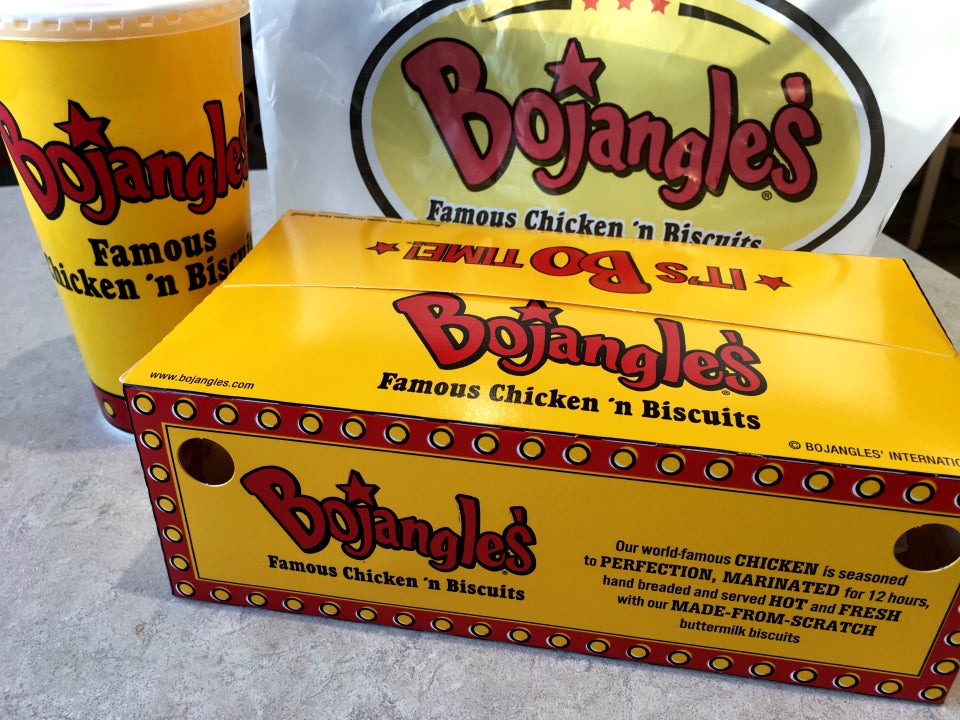 Bojangles'
®
Famous Chicken 'n Biscuits
Bojangle
Famous
hicken 'n Biscu
IT'S BO TIME!
Bojangles'
Famous Chicken 'n Biscuits
www.bojangles.com
© BOJANGLES' INTERNATIO
Bojangles'
Famous Chicken 'n Biscuits
Our world-famous CHICKEN is seasoned
to PERFECTION, MARINATED for 12 hours,
hand breaded and served HOT and FRESH
with our MADE-FROM-SCRATCH
buttermilk biscuits